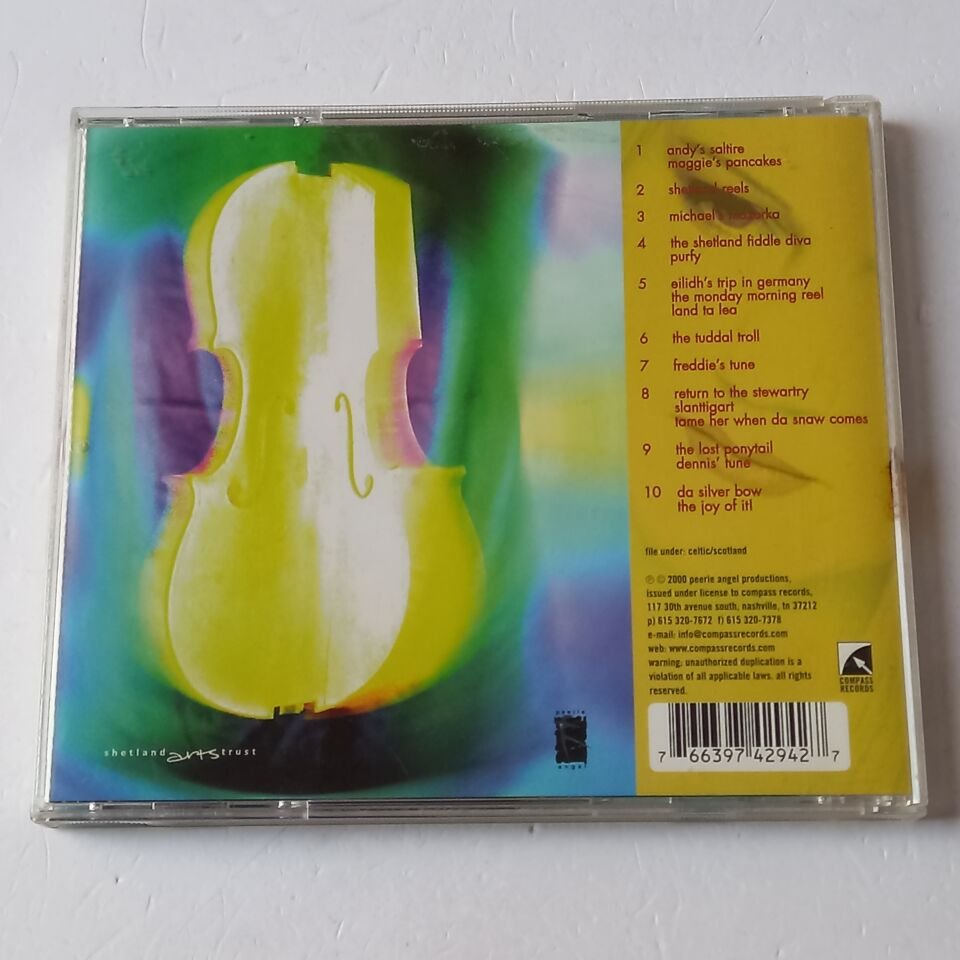 1 andy's saltire
maggie's pancakes
2 shetland reels
3 michael's mazurka
4 the shetland fiddle diva
purfy
5 eilidh's trip in germany
the monday morning reel
land ta lea
6 the tuddal troll
7 freddie's tune
8 return to the stewartry
slanttigart
tame her when da snaw comes
9 the lost ponytail
dennis' tune
10 da silver bow
the joy of it!
file under: celtic/scotland
℗ © 2000 peerie angel productions,
issued under license to compass records,
117 30th avenue south, nashville, tn 37212
p) 615 320-7672 f) 615 320-7378
e-mail: info@compassrecords.com
web: www.compassrecords.com
warning: unauthorized duplication is a
violation of all applicable laws. all rights
reserved.
COMPASS
RECORDS
7 66397 42942 7
shetland arts trust
peerie
angel